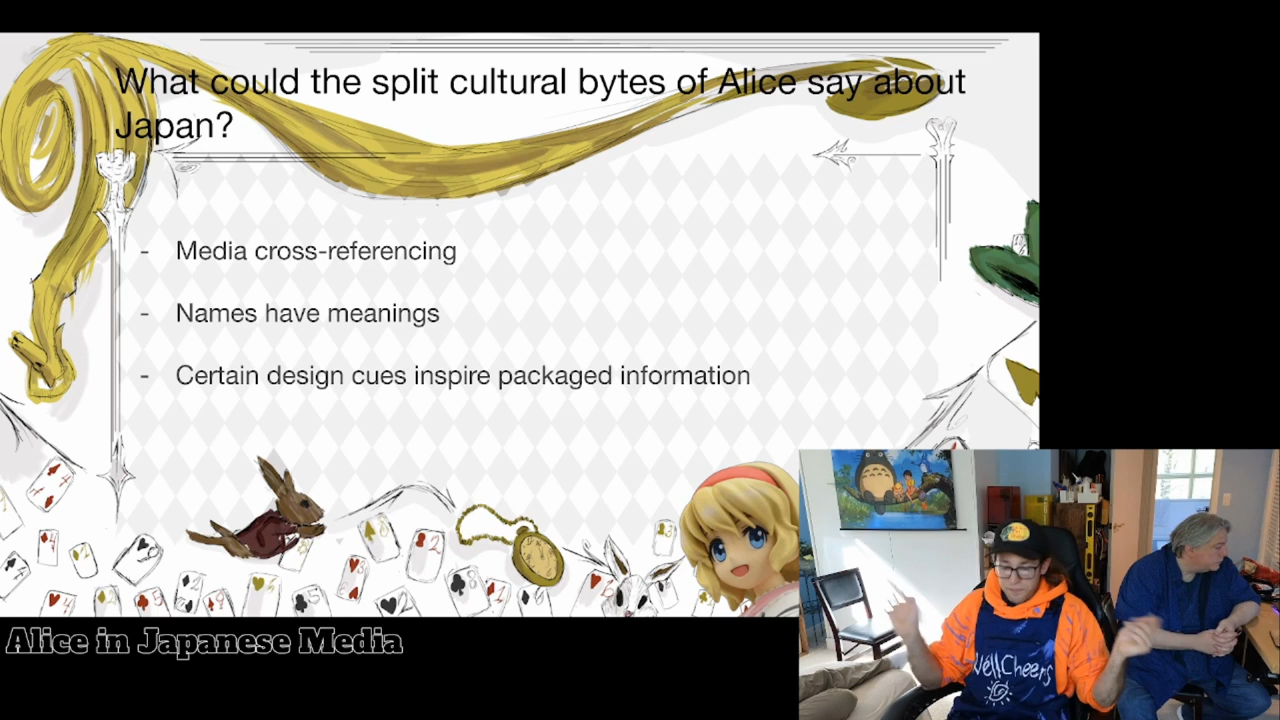 What could the split cultural bytes of Alice say about
Japan?
- Media cross-referencing
- Names have meanings
- Certain design cues inspire packaged information
Alice in Japanese Media
WellCheers